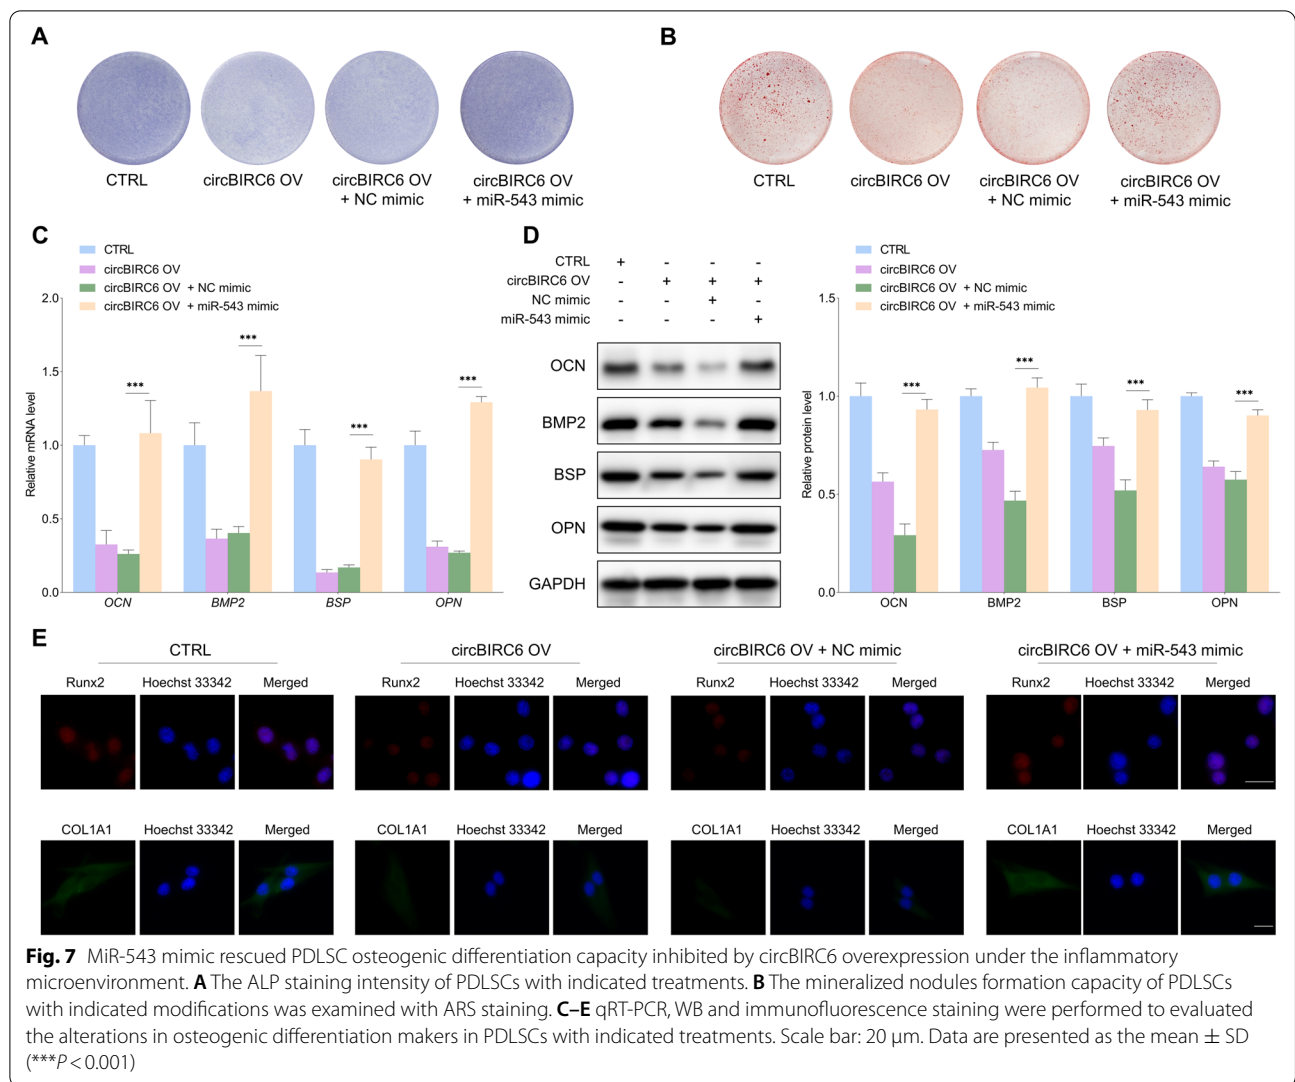 A
CTRL
circBIRC6 OV
circBIRC6 OV
+ NC mimic
circBIRC6 OV
+ miR-543 mimic
B
CTRL
circBIRC6 OV
circBIRC6 OV
+ NC mimic
circBIRC6 OV
+ miR-543 mimic
C
CTRL
circBIRC6 OV
circBIRC6 OV + NC mimic
circBIRC6 OV + miR-543 mimic
Relative mRNA level
2.0
1.5
1.0
0.5
0.0
***
***
***
***
OCN BMP2 BSP OPN
D
CTRL + - - -
circBIRC6 OV - + + +
NC mimic - - + -
miR-543 mimic - - - +
OCN
BMP2
BSP
OPN
GAPDH
CTRL
circBIRC6 OV
circBIRC6 OV + NC mimic
circBIRC6 OV + miR-543 mimic
Relative protein level
1.5
1.0
0.5
0.0
***
***
***
***
OCN BMP2 BSP OPN
E
CTRL circBIRC6 OV circBIRC6 OV + NC mimic circBIRC6 OV + miR-543 mimic
Runx2 Hoechst 33342 Merged Runx2 Hoechst 33342 Merged Runx2 Hoechst 33342 Merged Runx2 Hoechst 33342 Merged
COL1A1 Hoechst 33342 Merged COL1A1 Hoechst 33342 Merged COL1A1 Hoechst 33342 Merged COL1A1 Hoechst 33342 Merged
Fig. 7 MiR-543 mimic rescued PDLSC osteogenic differentiation capacity inhibited by circBIRC6 overexpression under the inflammatory
microenvironment. A The ALP staining intensity of PDLSCs with indicated treatments. B The mineralized nodules formation capacity of PDLSCs
with indicated modifications was examined with ARS staining. C–E qRT-PCR, WB and immunofluorescence staining were performed to evaluated
the alterations in osteogenic differentiation makers in PDLSCs with indicated treatments. Scale bar: 20 μm. Data are presented as the mean ± SD
(***P < 0.001)